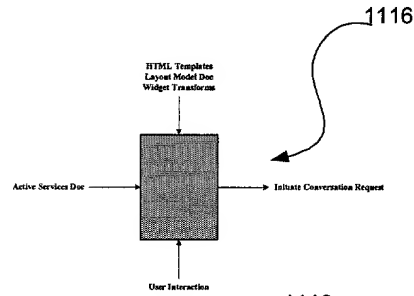 1116
HTML Templates
Layout Model Doc
Widget Transforms
Active Services Doc
Initiate Conversation Request
User Interaction